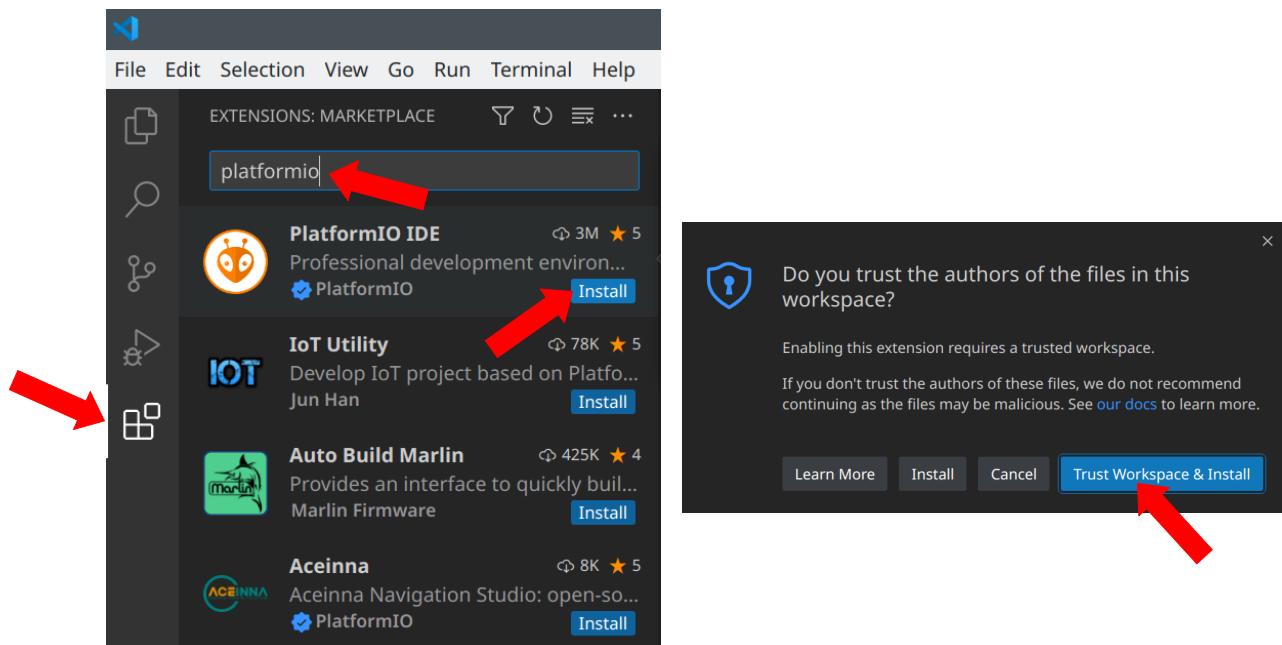 File Edit Selection View Go Run Terminal Help
EXTENSIONS: MARKETPLACE
platformio
PlatformIO IDE 3M 5
Professional development environ...
PlatformIO Install
IoT Utility 78K 5
IOT
Develop IoT project based on Platfo...
Jun Han Install
Auto Build Marlin 425K 4
Marlin
Provides an interface to quickly buil...
Marlin Firmware Install
Aceinna 8K 5
ACEINNA
Aceinna Navigation Studio: open-so...
PlatformIO Install
Do you trust the authors of the files in this
workspace?
Enabling this extension requires a trusted workspace.
If you don't trust the authors of these files, we do not recommend
continuing as the files may be malicious. See our docs to learn more.
Learn More Install Cancel Trust Workspace & Install